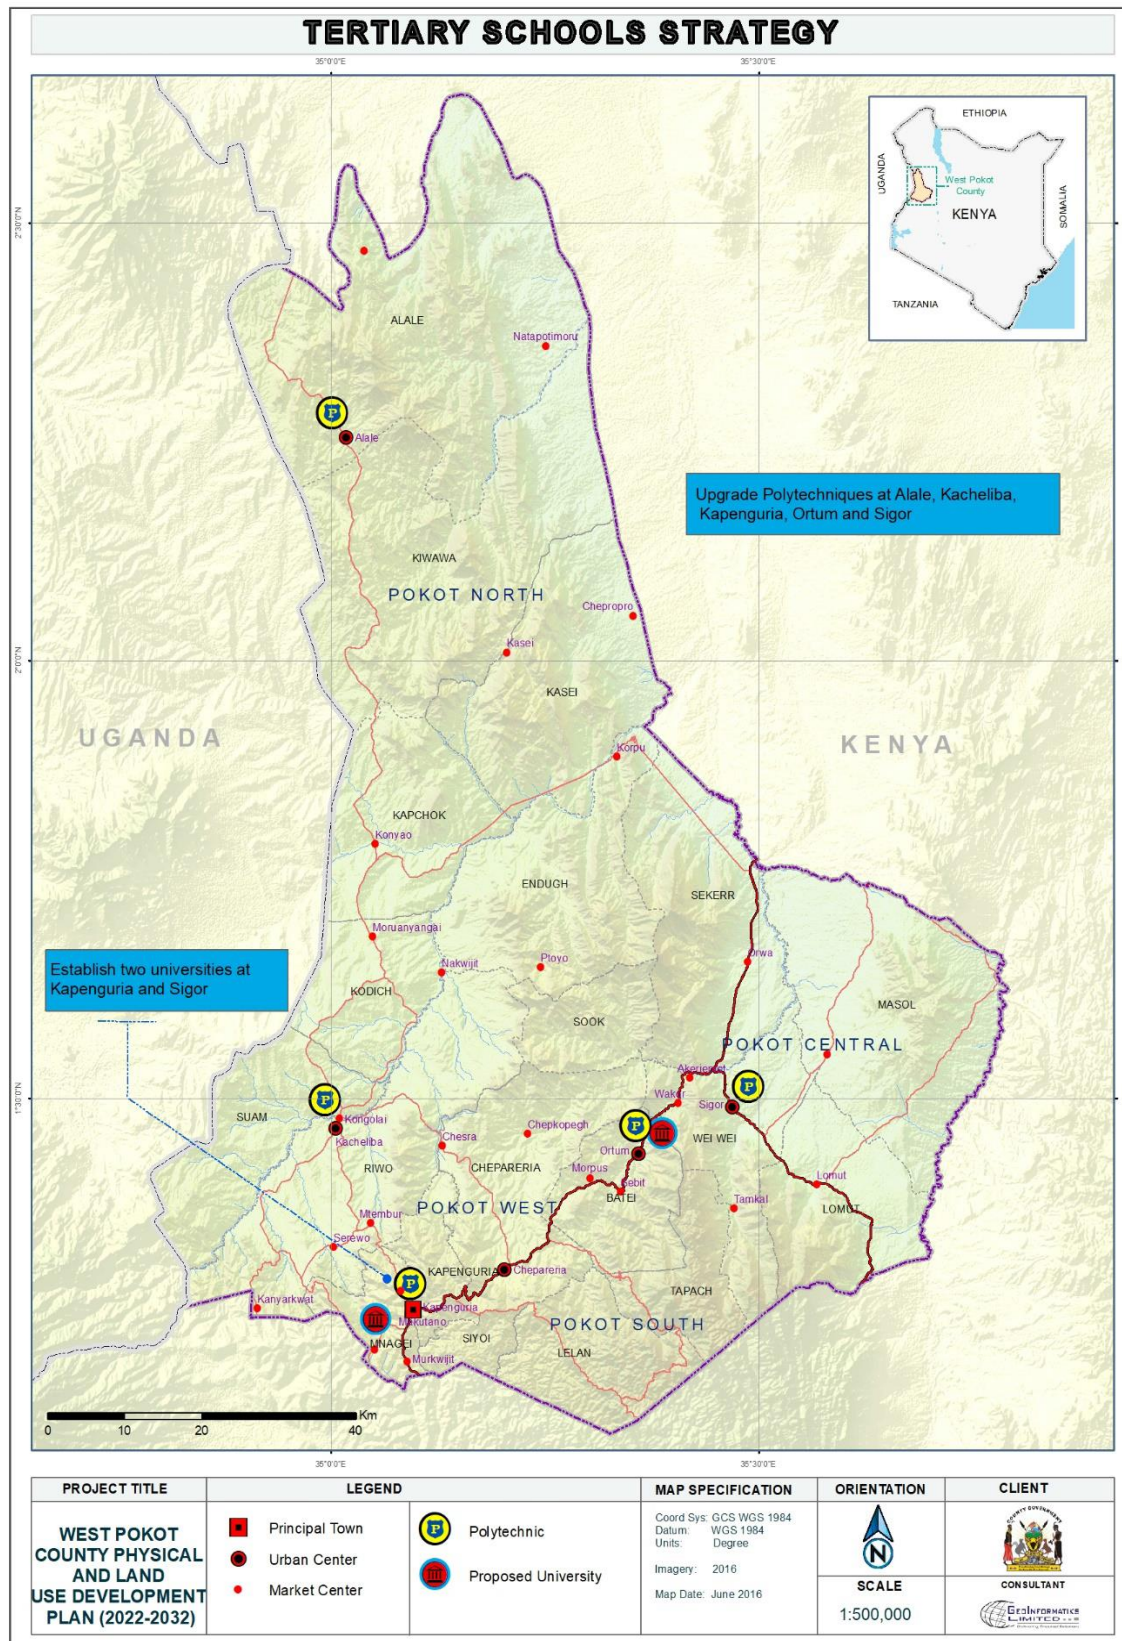 TERTIARY SCHOOLS STRATEGY
35°0'0"E
35°30'0"E
ETHIOPIA
UGANDA
West Pokot
County
KENYA
SOMALIA
TANZANIA
2°30'0"N
ALALE
Natapotimoru
Alale
Upgrade Polytechniques at Alale, Kacheliba,
Kapenguria, Ortum and Sigor
KIWAWA
POKOT NORTH
Chepropro
Kasei
2°0'0"N
KASEI
UGANDA
KENYA
Korpu
KAPCHOK
Konyao
ENDUGH
SEKERR
Moruanyangai
Establish two universities at
Kapenguria and Sigor
Nakwijit
Ployo
Orwa
KODICH
MASOL
SOOK
POKOT CENTRAL
Akeriemet
1°30'0"N
Wakor
Sigor
SUAM
Kongolai
Kacheliba
Chepkopegh
WEI WEI
Chesra
Ortum
RIWO
CHEPARERIA
Morpus
Sebit
Lomut
BATEI
POKOT WEST
Tamkal
LOMUT
Mtembur
Serewo
KAPENGURIA
Chepareria
TAPACH
Kanyarkwat
Kapenguria
Makutano
POKOT SOUTH
MNAGEI
SIYOI
LELAN
Murkwijit
Km
0 10 20 40
35°0'0"E
35°30'0"E
PROJECT TITLE
WEST POKOT
COUNTY PHYSICAL
AND LAND
USE DEVELOPMENT
PLAN (2022-2032)
LEGEND
Principal Town
Urban Center
Market Center
P Polytechnic
Proposed University
MAP SPECIFICATION
Coord Sys: GCS WGS 1984
Datum: WGS 1984
Units: Degree
Imagery: 2016
Map Date: June 2016
ORIENTATION
N
SCALE
1:500,000
CLIENT
CONSULTANT
GEOINFORMATICS
LIMITED